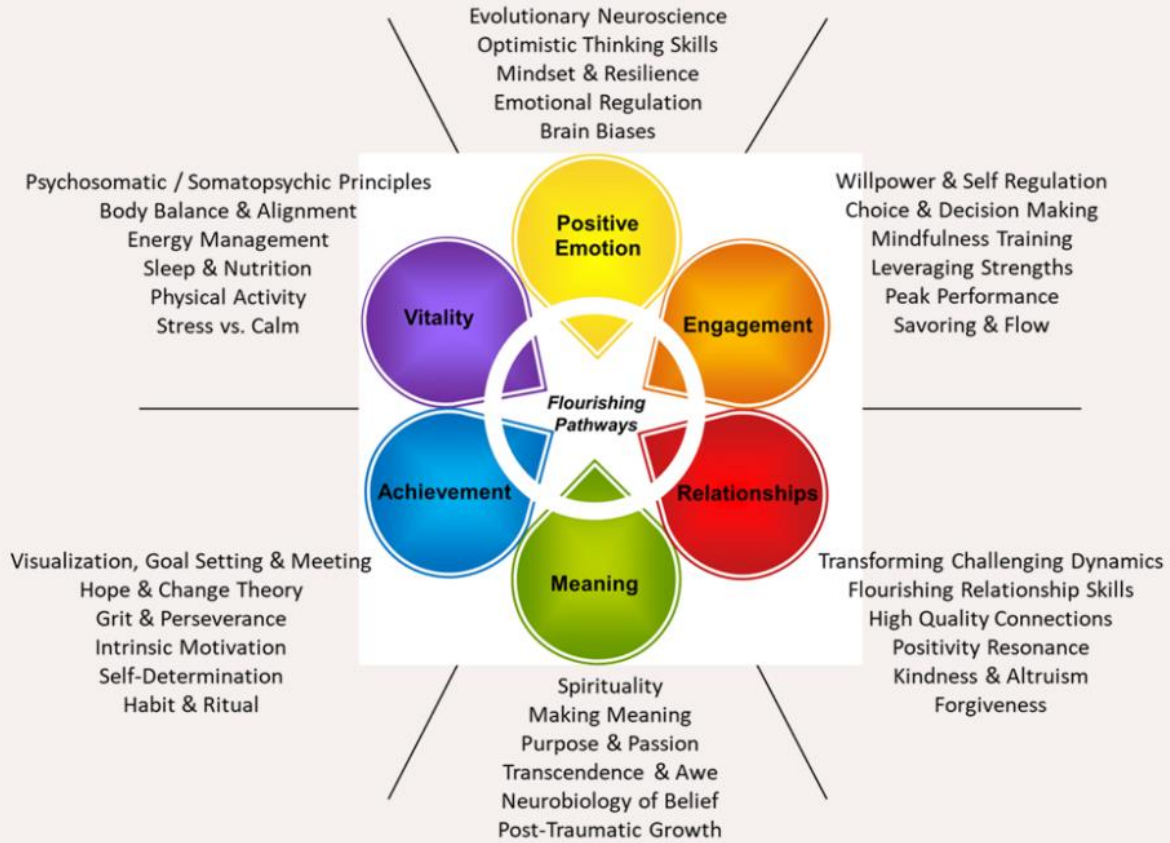 Evolutionary Neuroscience
Optimistic Thinking Skills
Mindset & Resilience
Emotional Regulation
Brain Biases
Psychosomatic / Somatopsychic Principles
Body Balance & Alignment
Energy Management
Sleep & Nutrition
Physical Activity
Stress vs. Calm
Willpower & Self Regulation
Choice & Decision Making
Mindfulness Training
Leveraging Strengths
Peak Performance
Savoring & Flow
Positive
Emotion
Vitality
Engagement
Flourishing
Pathways
Achievement
Relationships
Meaning
Visualization, Goal Setting & Meeting
Hope & Change Theory
Grit & Perseverance
Intrinsic Motivation
Self-Determination
Habit & Ritual
Transforming Challenging Dynamics
Flourishing Relationship Skills
High Quality Connections
Positivity Resonance
Kindness & Altruism
Forgiveness
Spirituality
Making Meaning
Purpose & Passion
Transcendence & Awe
Neurobiology of Belief
Post-Traumatic Growth